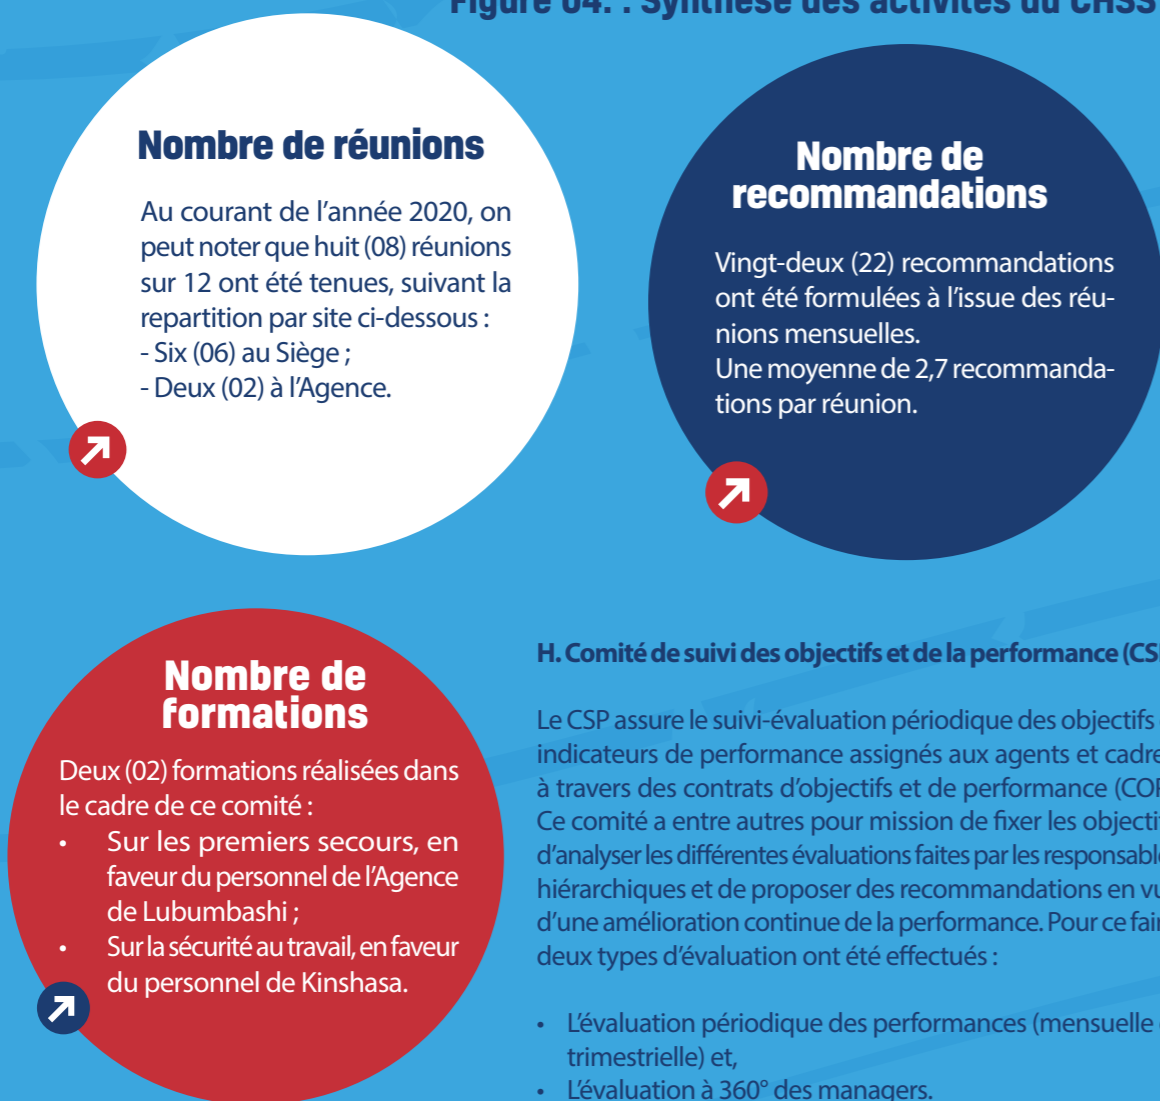 Figure 04. : Synthèse des activités du CHSS
Nombre de réunions
Au courant de l’année 2020, on
peut noter que huit (08) réunions
sur 12 ont été tenues, suivant la
repartition par site ci-dessous :
- Six (06) au Siège ;
- Deux (02) à l’Agence.
Nombre de
recommandations
Vingt-deux (22) recommandations
ont été formulées à l’issue des réu-
nions mensuelles.
Une moyenne de 2,7 recommanda-
tions par réunion.
Nombre de
formations
Deux (02) formations réalisées dans
le cadre de ce comité :
• Sur les premiers secours, en
faveur du personnel de l’Agence
de Lubumbashi ;
• Sur la sécurité au travail, en faveur
du personnel de Kinshasa.
H. Comité de suivi des objectifs et de la performance
Le CSP assure le suivi-évaluation périodique des objectifs
indicateurs de performance assignés aux agents et
à travers des contrats d’objectifs et de performance
Ce comité a entre autres pour mission de fixer les
d’analyser les différentes évaluations faites par les
hiérarchiques et de proposer des recommandations en
d’une amélioration continue de la performance. Pour ce
deux types d’évaluation ont été effectués :
• L’évaluation périodique des performances (mensuelle
trimestrielle) et,
• L’évaluation à 360° des managers.